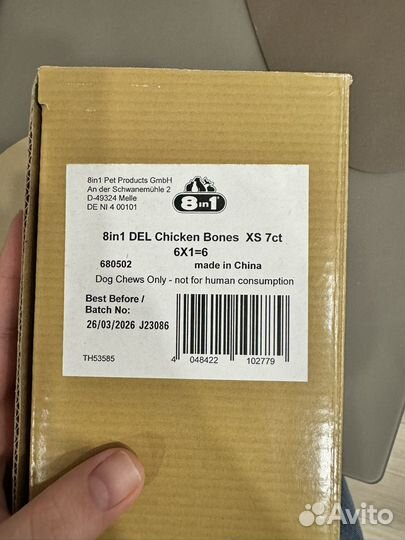 8in1 Pet Products GmbH
An der Schwanemühle 2
D-49324 Melle
DE NI 4 00101
8in1
8in1 DEL Chicken Bones XS 7ct
6X1=6
680502 made in China
Dog Chews Only - not for human consumption
Best Before /
Batch No:
26/03/2026 J23086
TH53585
4 048422 102779
Avito